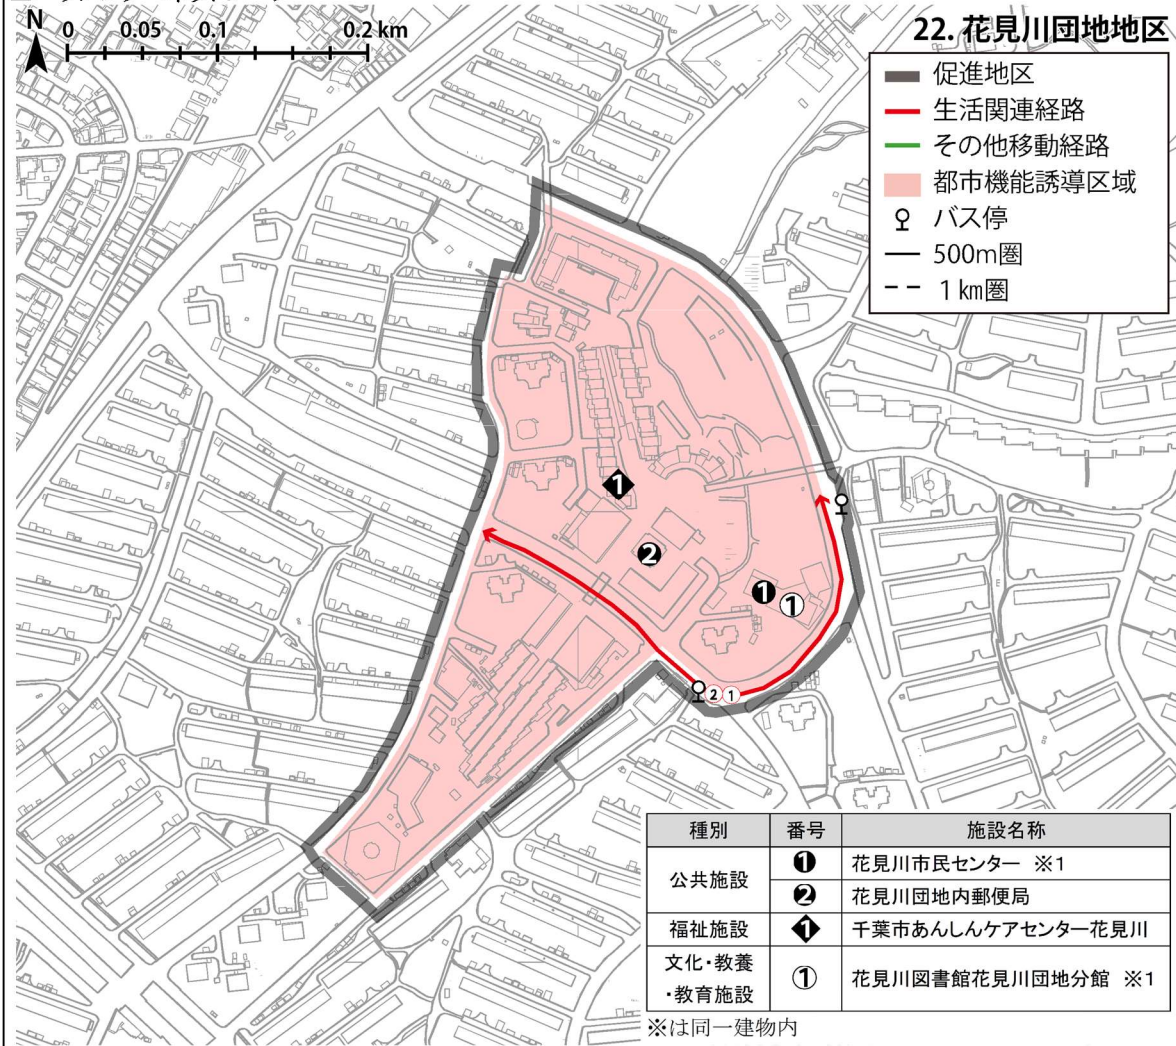 22. 花見川団地地区
N
0 0.05 0.1 0.2 km
促進地区
生活関連経路
その他移動経路
都市機能誘導区域
バス停
500m圏
1km圏
1
2
1
1
2 1
種別 番号 施設名称
公共施設 ❶ 花見川市民センター ※1
❷ 花見川団地内郵便局
福祉施設 1 千葉市あんしんケアセンター花見川
文化・教養
・教育施設 ① 花見川図書館花見川団地分館 ※1
※は同一建物内